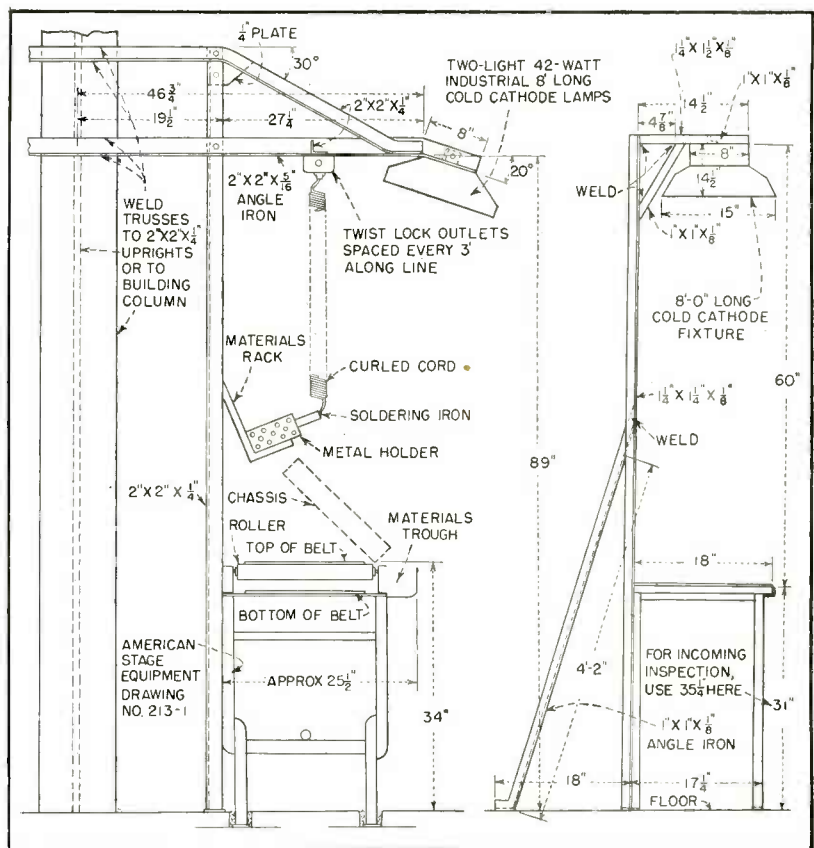 1/4" PLATE
30°
46 3/4"
19 1/2"
27 1/4"
2"X2"X1/4"
TWO-LIGHT 42-WATT
INDUSTRIAL 8' LONG
COLD CATHODE LAMPS
8"
20°
2"X2"X5/16"
ANGLE
IRON
WELD
TRUSSES
TO 2"X2"X1/4"
UPRIGHTS
OR TO
BUILDING
COLUMN
TWIST LOCK OUTLETS
SPACED EVERY 3'
ALONG LINE
MATERIALS
RACK
CURLED CORD
SOLDERING IRON
METAL HOLDER
89"
2"X2"X1/4"
CHASSIS
ROLLER
TOP OF BELT
MATERIALS
TROUGH
BOTTOM OF BELT
AMERICAN
STAGE
EQUIPMENT
DRAWING
NO. 213-1
APPROX 25 1/2"
34"
1 1/4"X1 1/2"X1/8"
1"X1"X1/8"
14 1/2"
4 7/8"
8"
WELD
14 1/2"
15"
1"X1"X1/8"
8'-0" LONG
COLD CATHODE
FIXTURE
60"
1 1/4"X1 1/4"X1/8"
WELD
18"
4'-2"
FOR INCOMING
INSPECTION,
USE 35 1/4" HERE
31"
1"X1"X1/8"
ANGLE IRON
18"
17 1/4"
FLOOR